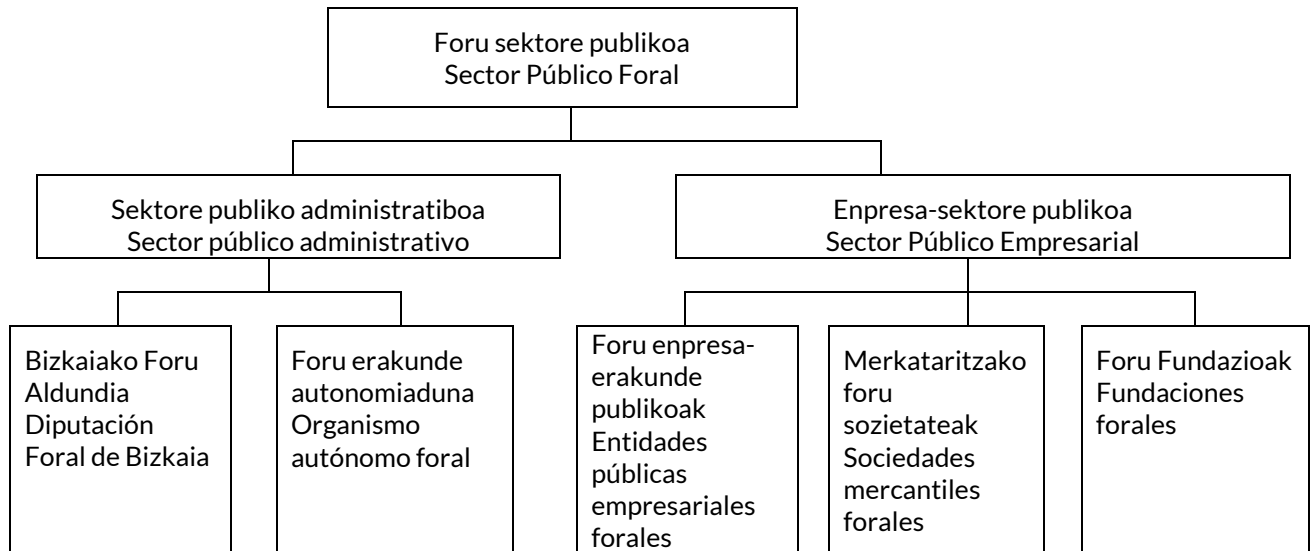 Foru sektore publikoa
Sector Público Foral
Sektore publiko administratiboa
Sector público administrativo
Enpresa-sektore publikoa
Sector Público Empresarial
Bizkaiako Foru
Aldundia
Diputación
Foral de Bizkaia
Foru erakunde
autonomiaduna
Organismo
autónomo foral
Foru enpresa-
erakunde
publikoak
Entidades
públicas
empresariales
forales
Merkataritzako
foru
sozietateak
Sociedades
mercantiles
forales
Foru Fundazioak
Fundaciones
forales